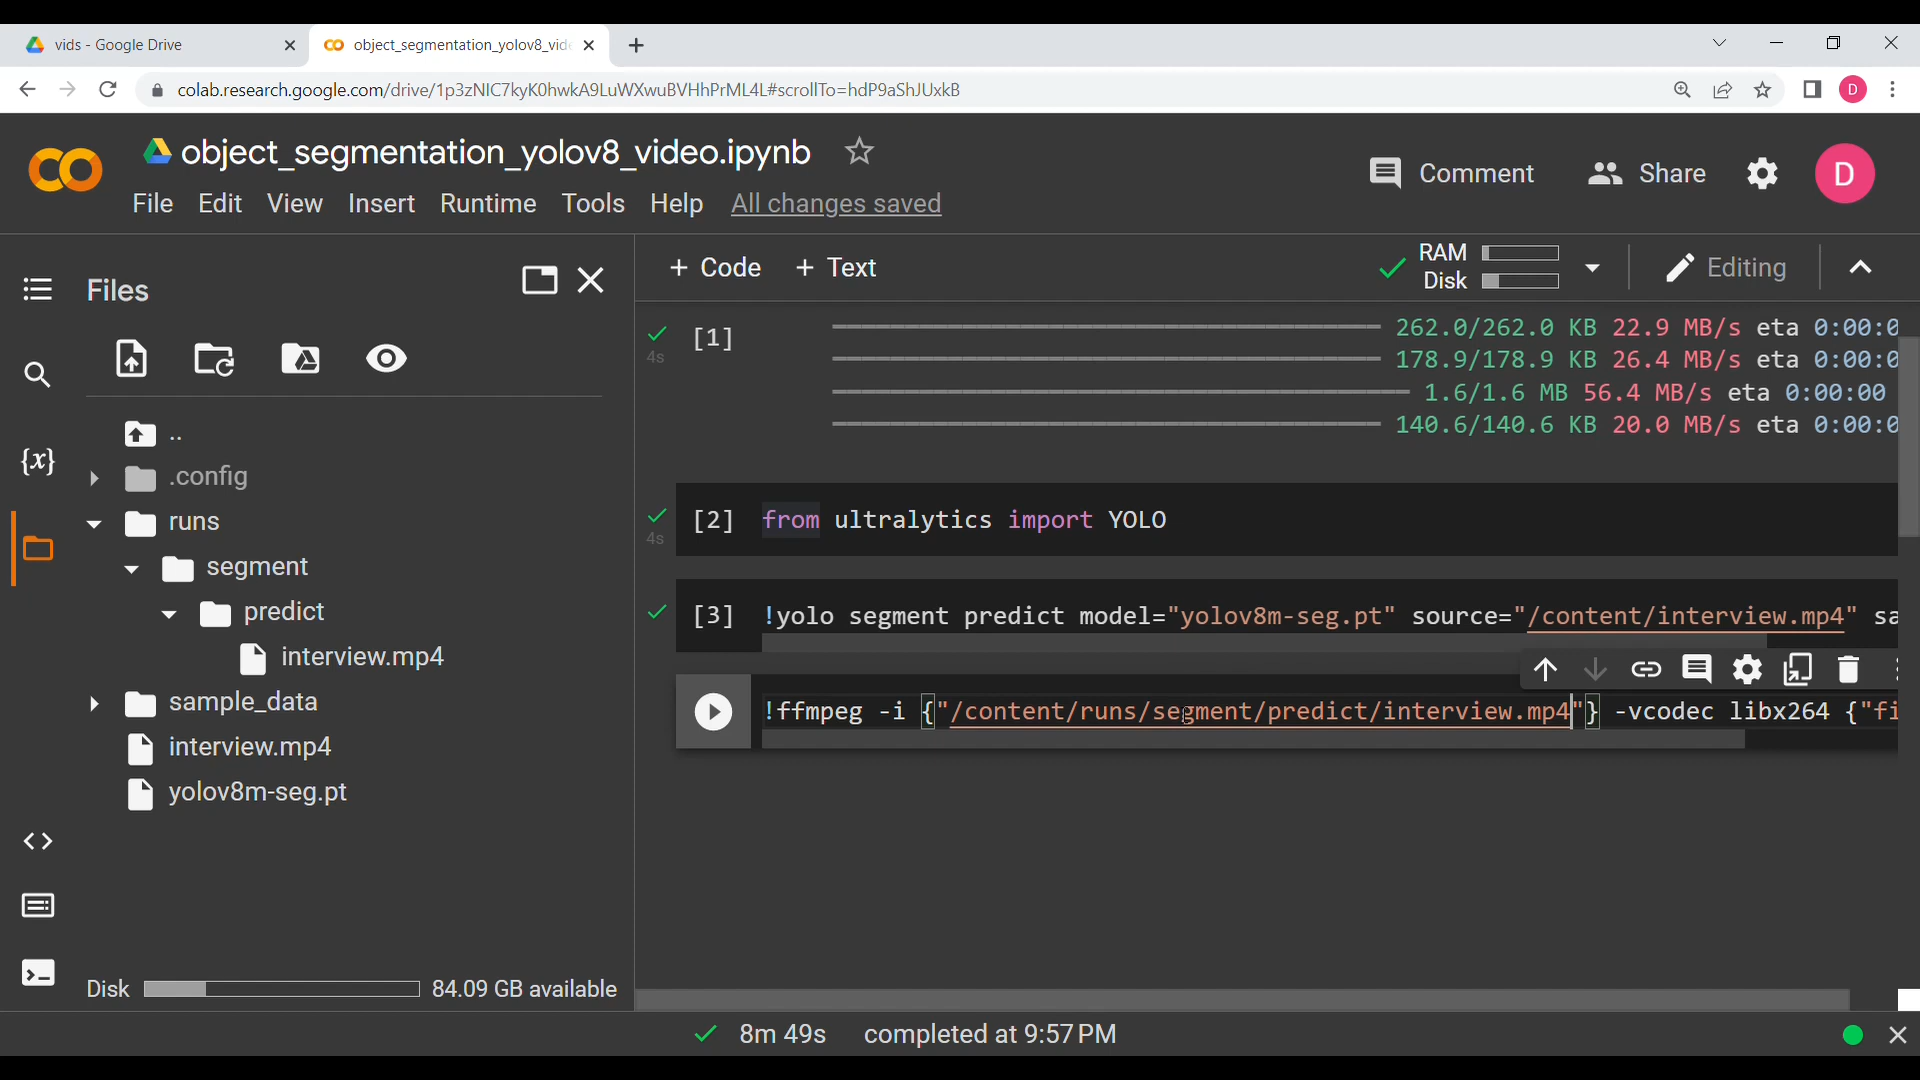 vids - Google Drive
object_segmentation_yolov8_vid
colab.research.google.com/drive/1p3zNIC7kyK0hwkA9LuWXwuBVHhPrML4L#scrollTo=hdP9aShJUxkB
D
object_segmentation_yolov8_video.ipynb
Comment
Share
D
File Edit View Insert Runtime Tools Help All changes saved
Files
+ Code + Text
RAM
Disk
Editing
..
.config
runs
segment
predict
interview.mp4
sample_data
interview.mp4
yolov8m-seg.pt
{x}
Disk
84.09 GB available
4s
[1]
262.0/262.0 KB 22.9 MB/s eta 0:00:0
178.9/178.9 KB 26.4 MB/s eta 0:00:0
1.6/1.6 MB 56.4 MB/s eta 0:00:00
140.6/140.6 KB 20.0 MB/s eta 0:00:0
4s
[2] from ultralytics import YOLO
[3] !yolo segment predict model="yolov8m-seg.pt" source="/content/interview.mp4" sa
!ffmpeg -i {"/content/runs/segment/predict/interview.mp4"} -vcodec libx264 {"fi
8m 49s completed at 9:57 PM